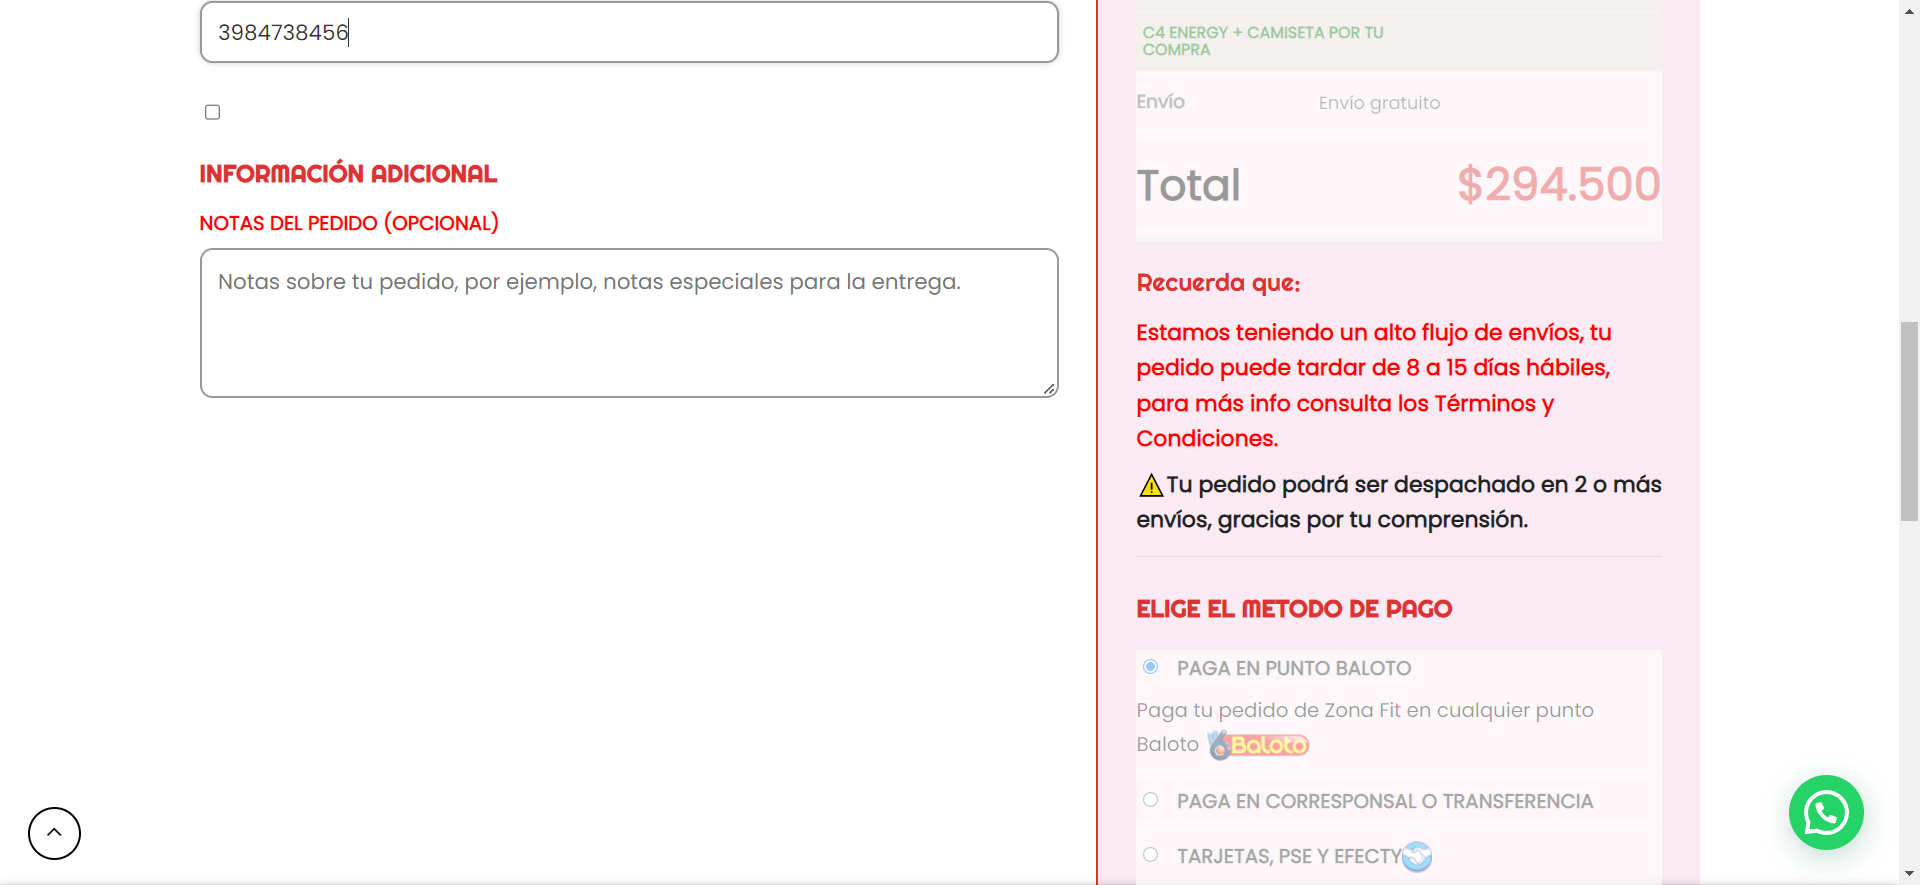 3984738456
INFORMACIÓN ADICIONAL
NOTAS DEL PEDIDO (OPCIONAL)
Notas sobre tu pedido, por ejemplo, notas especiales para la entrega.
C4 ENERGY + CAMISETA POR TU
COMPRA
Envío Envío gratuito
Total $294.500
Recuerda que:
Estamos teniendo un alto flujo de envíos, tu
pedido puede tardar de 8 a 15 días hábiles,
para más info consulta los Términos y
Condiciones.
⚠Tu pedido podrá ser despachado en 2 o más
envíos, gracias por tu comprensión.
ELIGE EL METODO DE PAGO
PAGA EN PUNTO BALOTO
Paga tu pedido de Zona Fit en cualquier punto
Baloto Baloto
PAGA EN CORRESPONSAL O TRANSFERENCIA
TARJETAS, PSE Y EFECTY